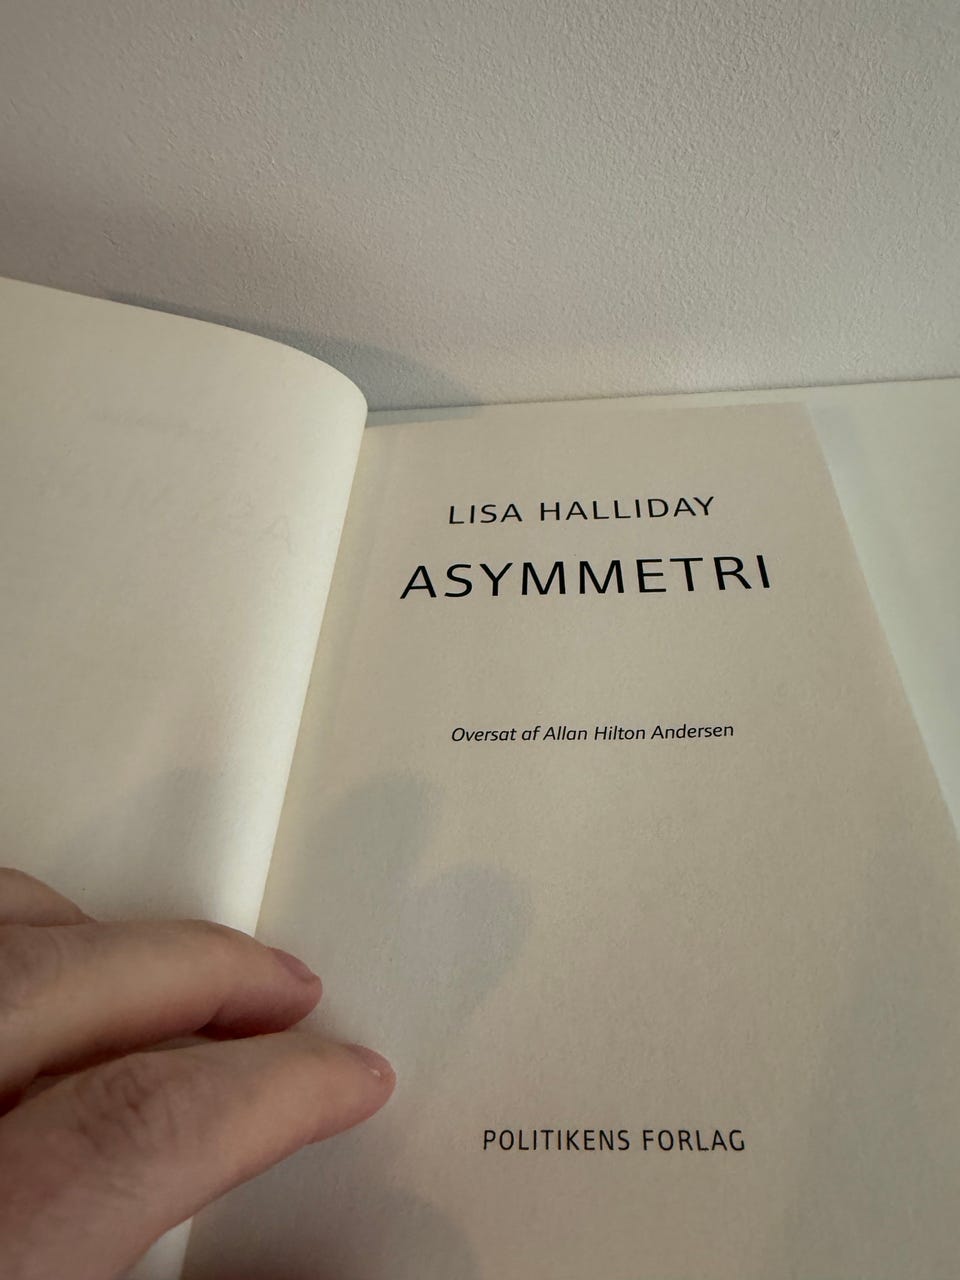 LISA HALLIDAY
ASYMMETRI
Oversat af Allan Hilton Andersen
POLITIKENS FORLAG